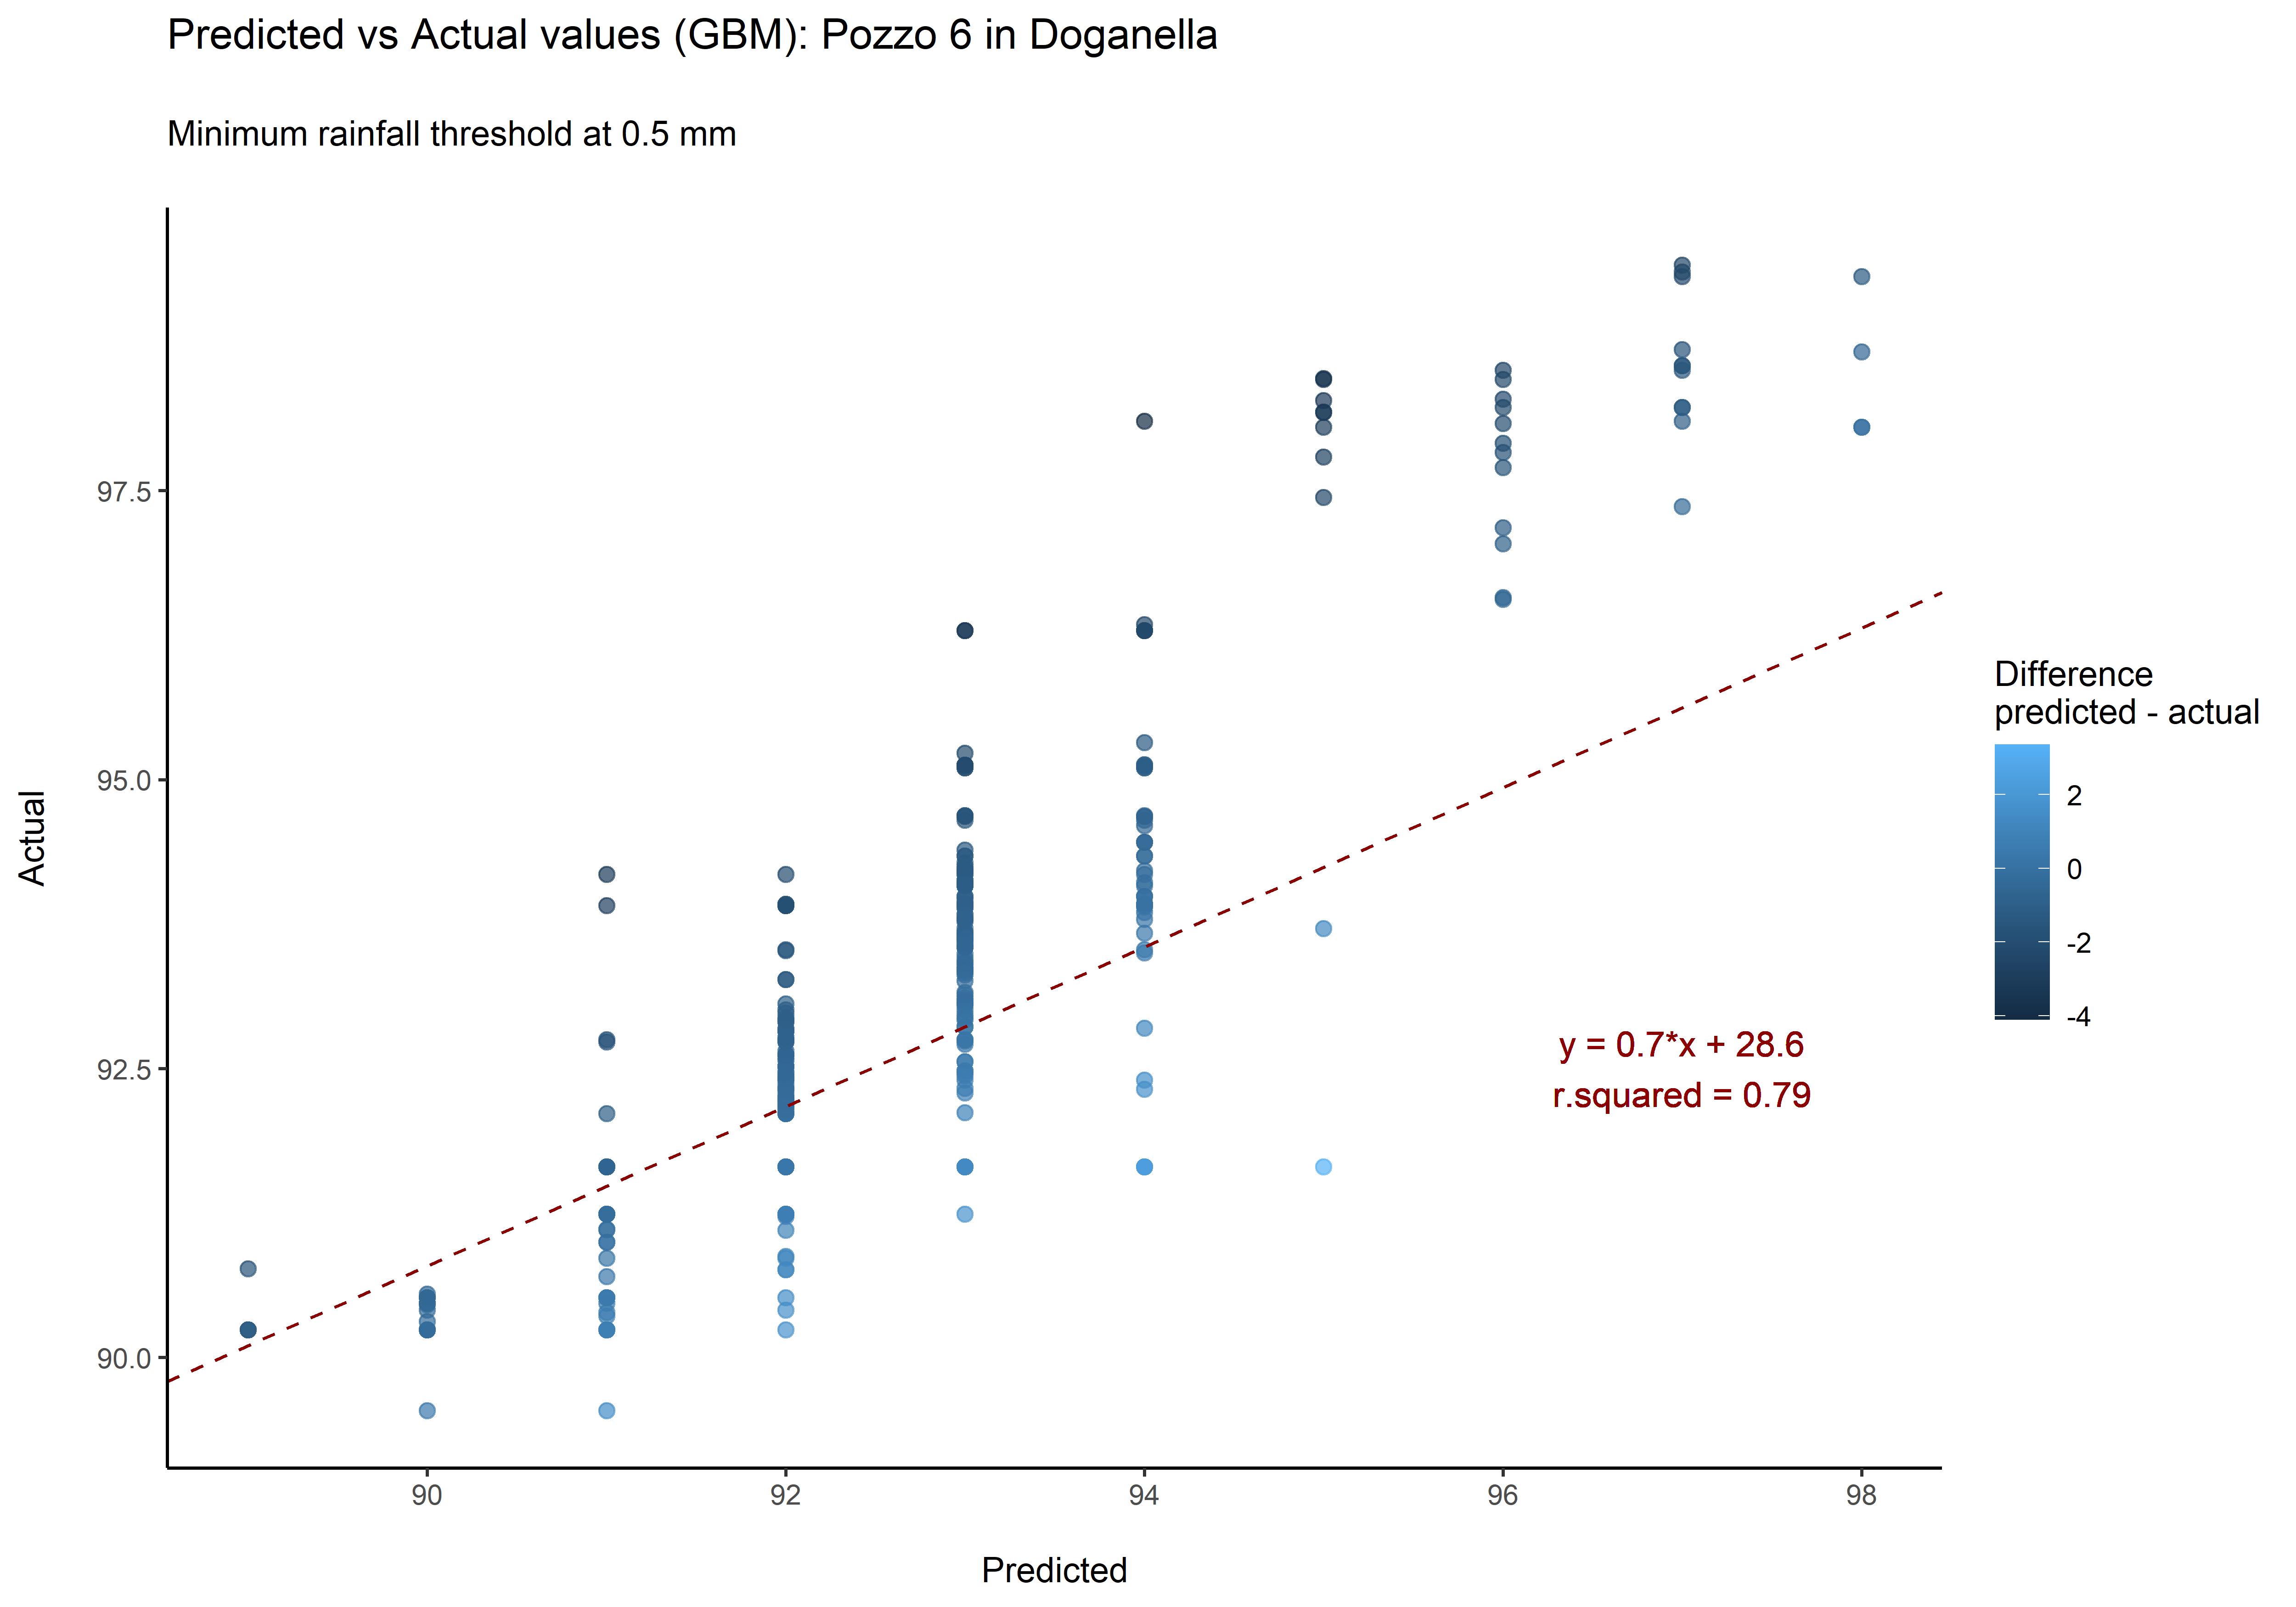 Predicted vs Actual values (GBM): Pozzo 6 in Doganella
Minimum rainfall threshold at 0.5 mm
Actual
97.5
95.0
92.5
90.0
90
92
94
96
98
Predicted
y = 0.7*x + 28.6
r.squared = 0.79
Difference
predicted - actual
2
0
-2
-4